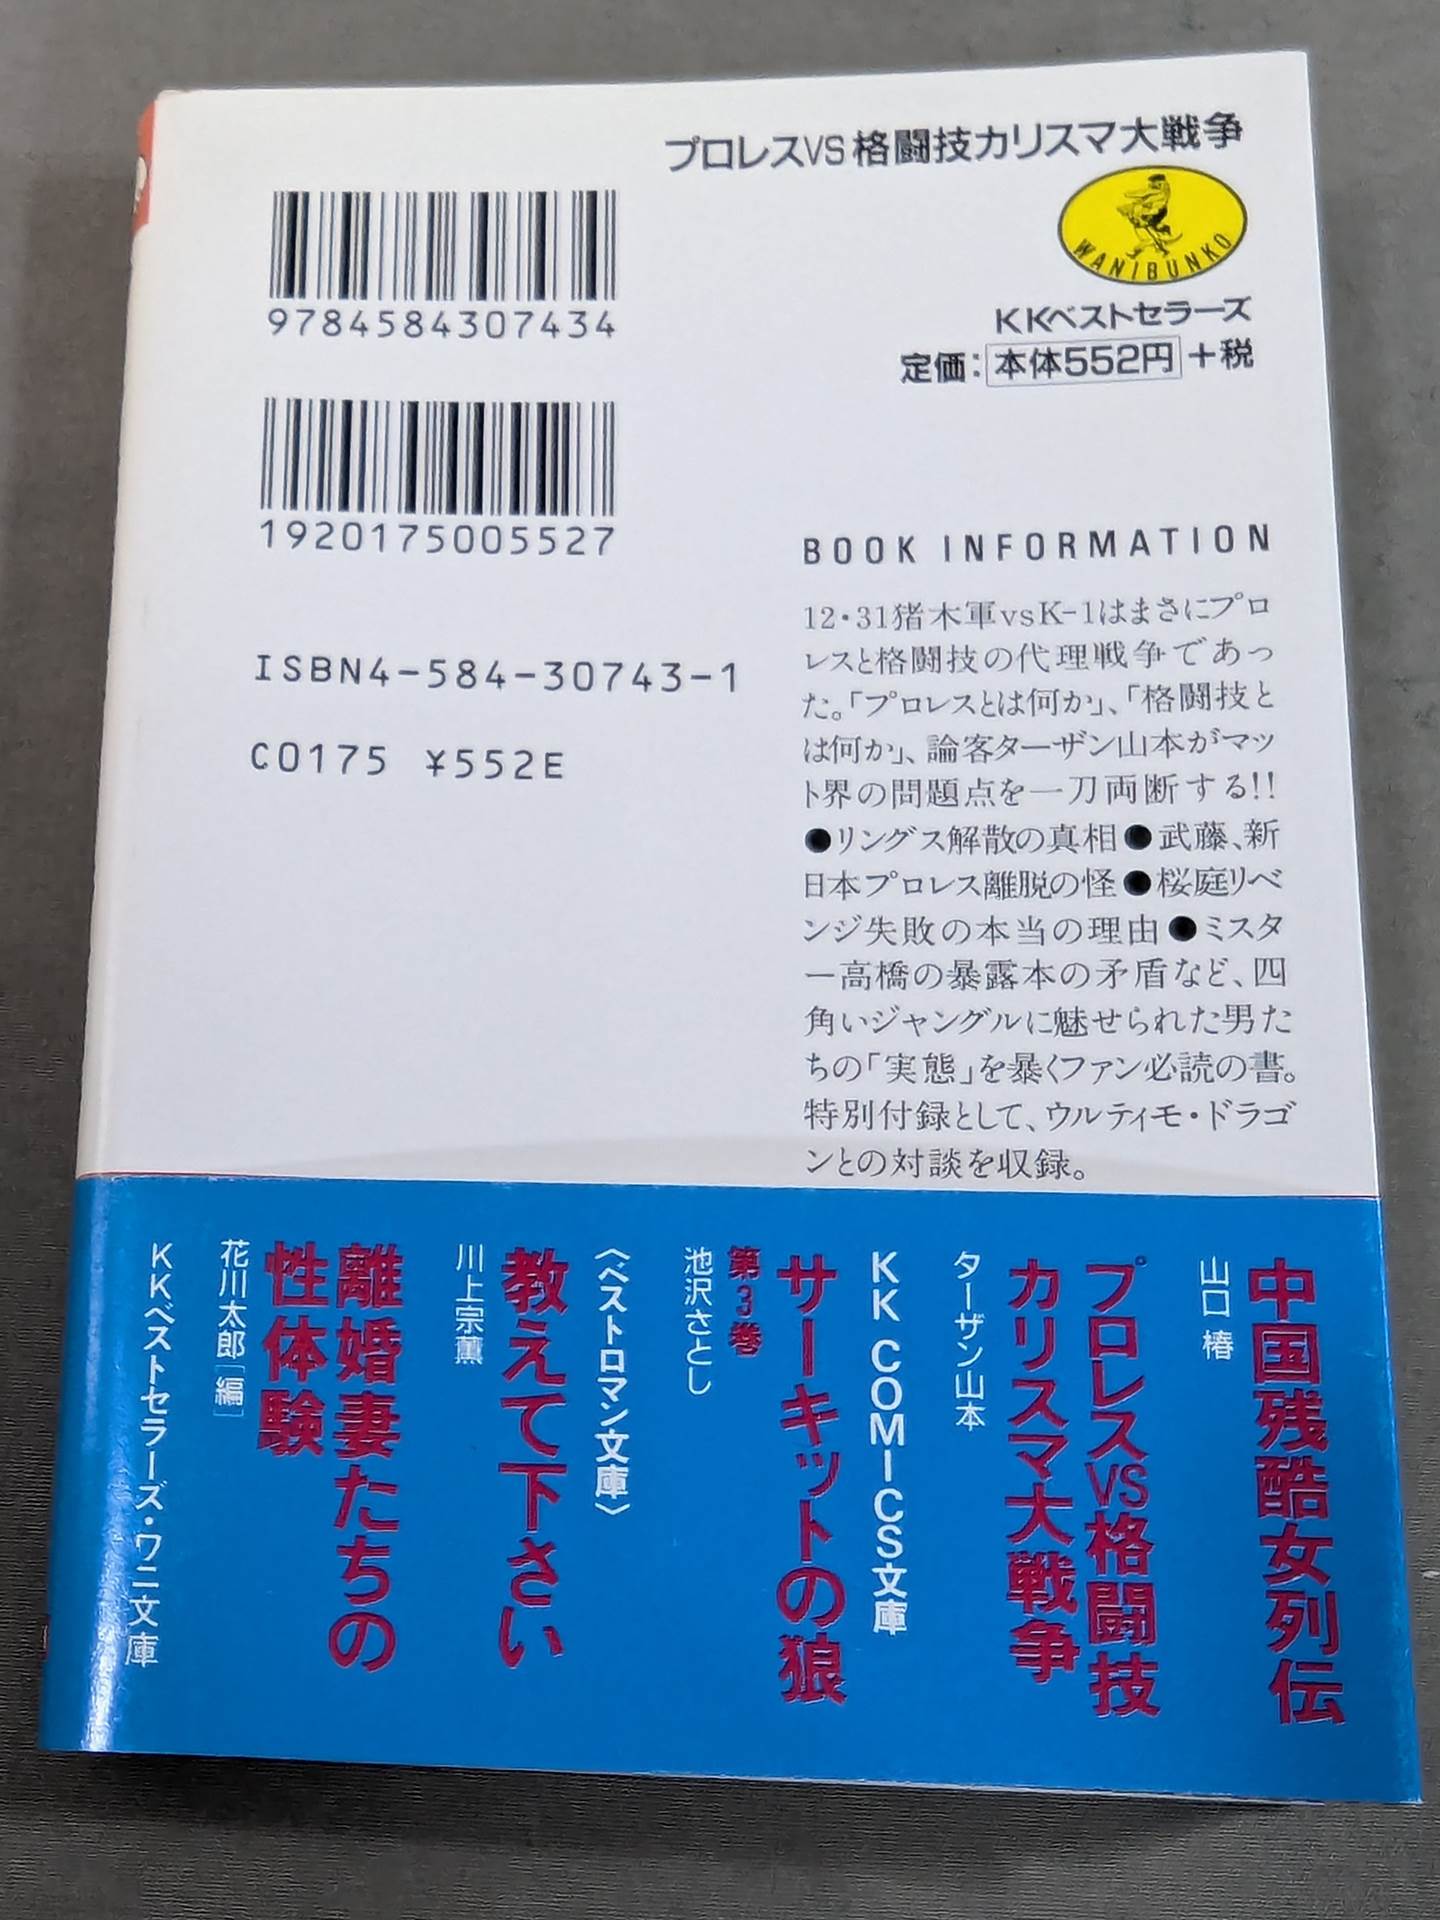 プロレスVS格闘技カリスマ大戦争
WANIBUNKO
KKベストセラーズ
定価：本体552円＋税
9784584307434
1920175005527
ISBN4-584-30743-1
C0175 ¥552E
BOOK INFORMATION
12・31猪木軍vsK-1はまさにプロ
レスと格闘技の代理戦争であっ
た。「プロレスとは何か」、「格闘技と
は何か」、論客ターザン山本がマッ
ト界の問題点を一刀両断する!!
●リングス解散の真相●武藤、新
日本プロレス離脱の怪●桜庭リベ
ンジ失敗の本当の理由●ミスタ
ー高橋の暴露本の矛盾など、四
角いジャングルに魅せられた男た
ちの「実態」を暴くファン必読の書。
特別付録として、ウルティモ・ドラゴ
ンとの対談を収録。
中国残酷女列伝
山口 椿
プロレスVS格闘技
カリスマ大戦争
ターザン山本
KK COMICS文庫
サーキットの狼
第3巻
池沢さとし
〈ベストロマン文庫〉
教えて下さい
川上宗薫
離婚妻たちの
性体験
花川太郎［編］
KKベストセラーズ・ワニ文庫